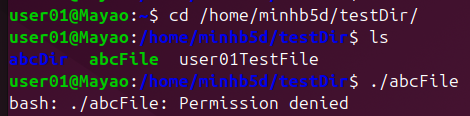 user01@Mayao:~$ cd /home/minhb5d/testDir/
user01@Mayao:/home/minhb5d/testDir$ ls
abcDir  abcFile  user01TestFile
user01@Mayao:/home/minhb5d/testDir$ ./abcFile
bash: ./abcFile: Permission denied